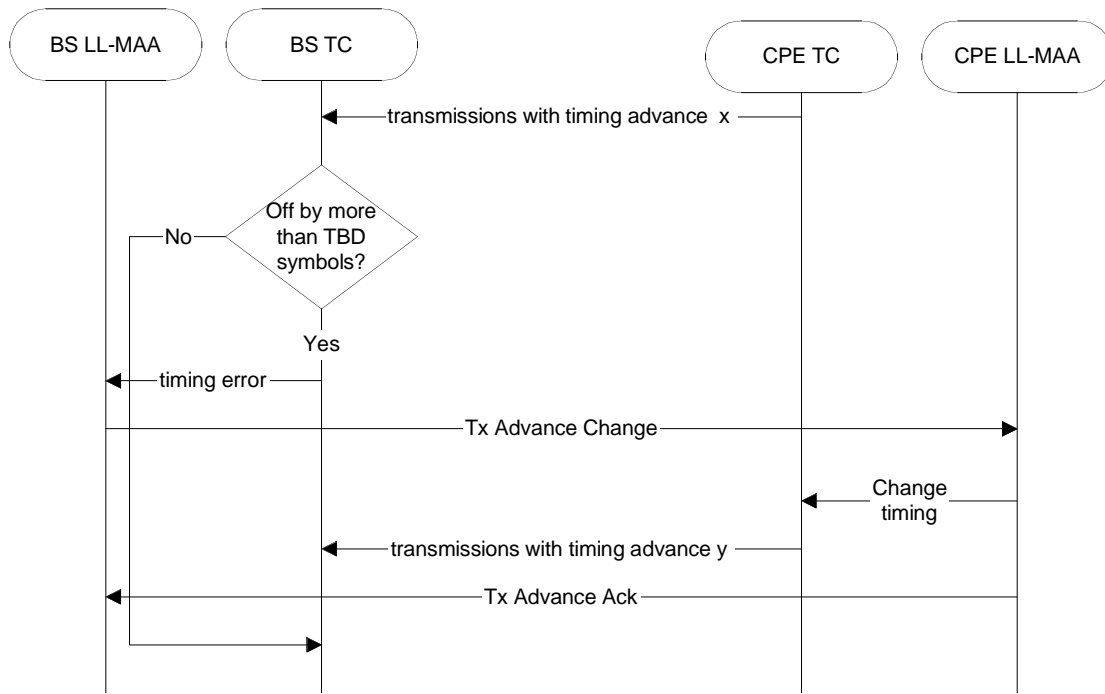 BS LL-MAA
BS TC
CPE TC
CPE LL-MAA
transmissions with timing advance x
Off by more
than TBD
symbols?
No
Yes
timing error
Tx Advance Change
Change
timing
transmissions with timing advance y
Tx Advance Ack